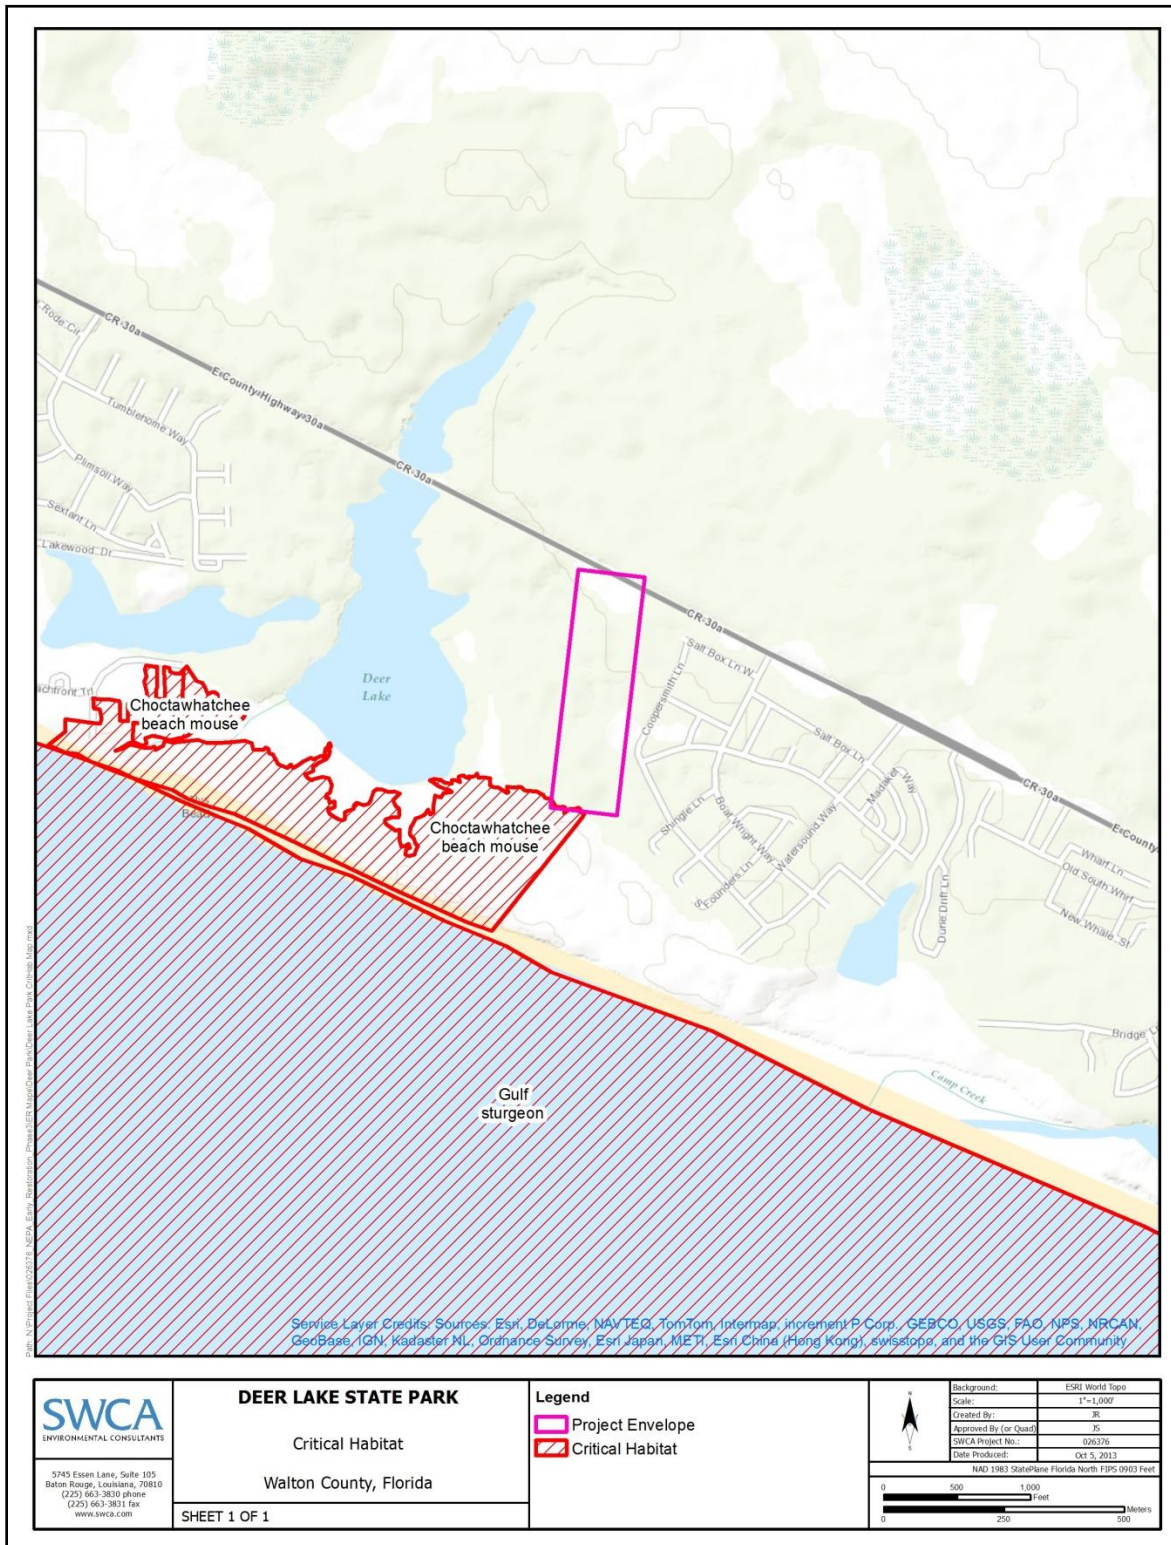 Rode Cir
CR-30a
E County Highway 30a
Tumblehome Way
Plimsoll Way
Sextant Ln
Lakewood Dr
CR-30a
CR-30a
Salt Box Ln W
Coopersmith Ln
Deer
Lake
achfront Trl
Choctawhatchee
beach mouse
Salt Box Ln
Madaket Way
CR-30a
E County
Shingle Ln
Boat Wright Way
Watersound Way
Choctawhatchee
beach mouse
S Founders Ln
Dune Drift Ln
Wharf Ln
Old South Whrf
New Whale St
Bridge L
Camp Creek
Gulf
sturgeon
Service Layer Credits: Sources: Esri, DeLorme, NAVTEQ, TomTom, Intermap, increment P Corp., GEBCO, USGS, FAO, NPS, NRCAN,
GeoBase, IGN, Kadaster NL, Ordnance Survey, Esri Japan, METI, Esri China (Hong Kong), swisstopo, and the GIS User Community
SWCA
ENVIRONMENTAL CONSULTANTS
5745 Essen Lane, Suite 105
Baton Rouge, Louisiana, 70810
(225) 663-3830 phone
(225) 663-3831 fax
www.swca.com
DEER LAKE STATE PARK
Critical Habitat
Walton County, Florida
SHEET 1 OF 1
Legend
Project Envelope
Critical Habitat
N
S
Background: ESRI World Topo
Scale: 1"=1,000'
Created By: JR
Approved By (or Quad) JS
SWCA Project No.: 026376
Date Produced: Oct 5, 2013
NAD 1983 StatePlane Florida North FIPS 0903 Feet
0 500 1,000
Feet
Meters
0 250 500